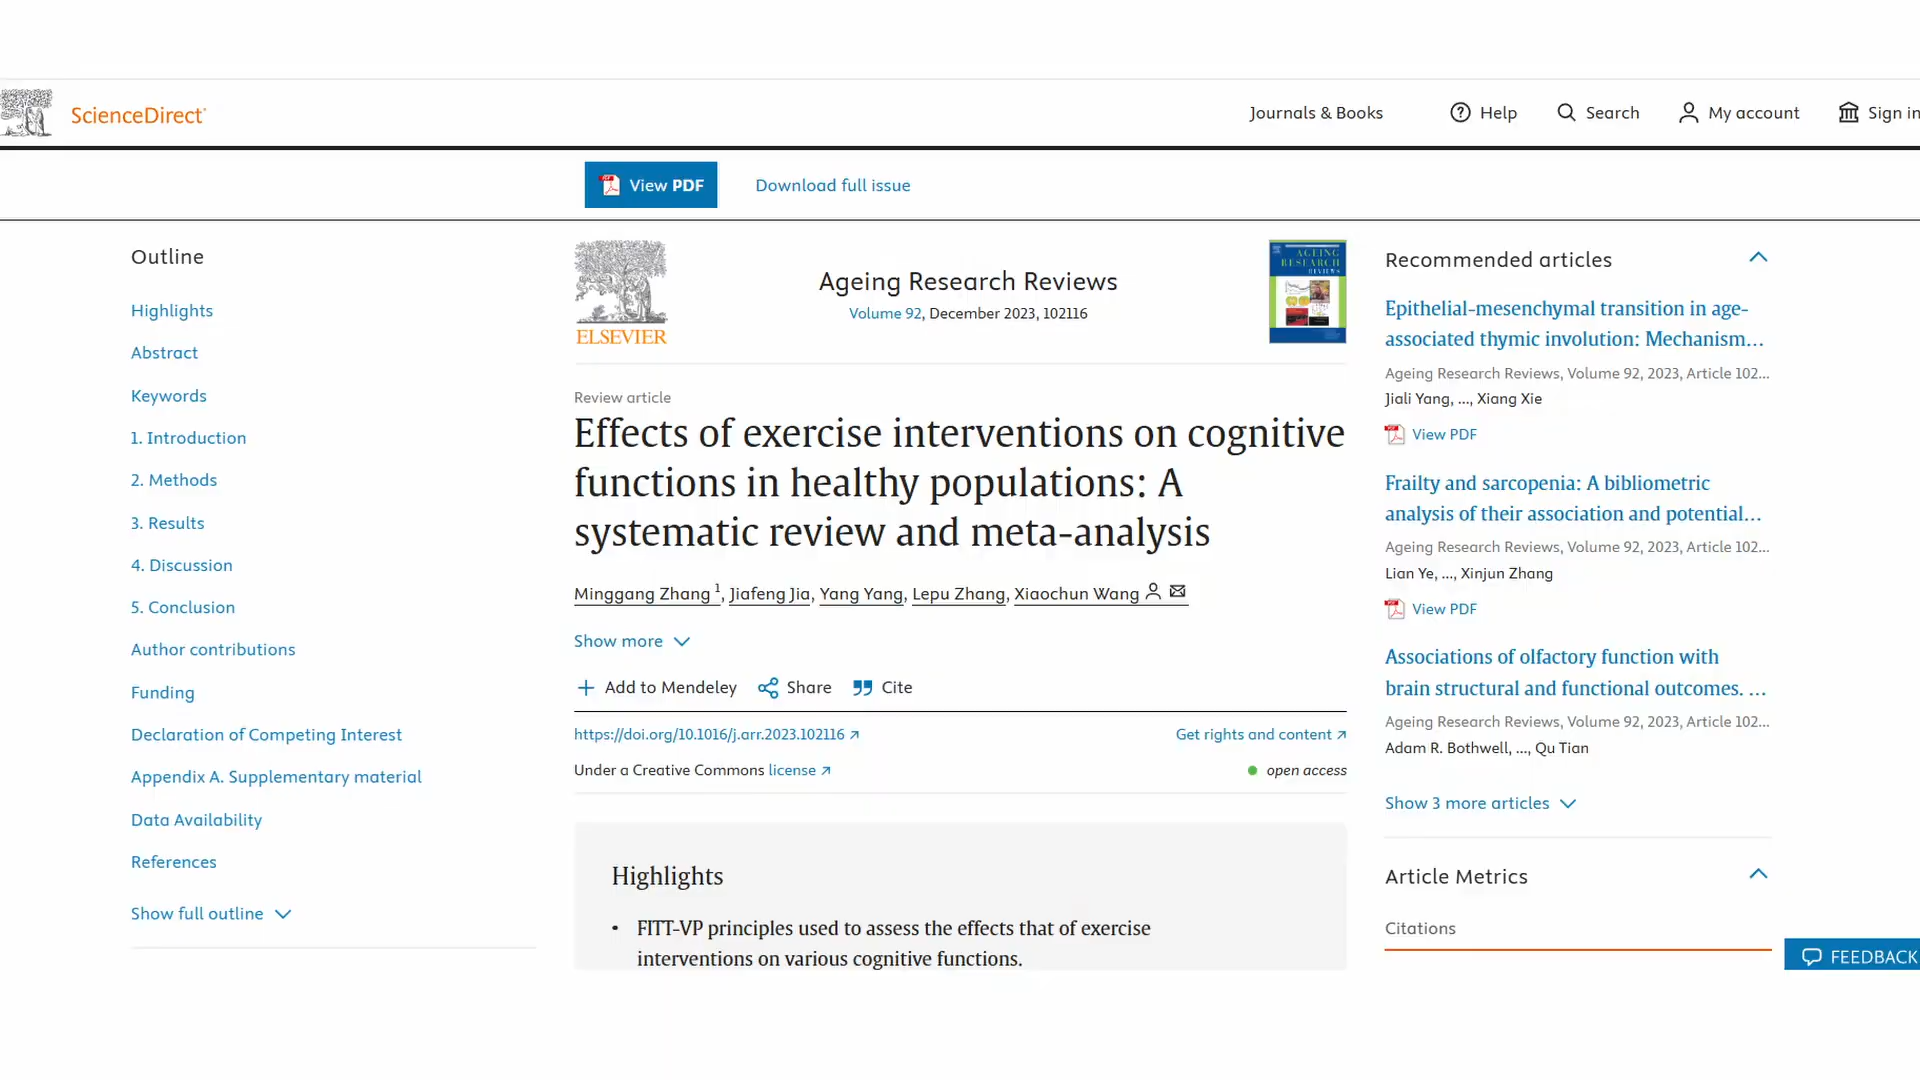 ScienceDirect
Journals & Books
Help
Search
My account
Sign in
View PDF
Download full issue
Outline
Highlights
Abstract
Keywords
1. Introduction
2. Methods
3. Results
4. Discussion
5. Conclusion
Author contributions
Funding
Declaration of Competing Interest
Appendix A. Supplementary material
Data Availability
References
Show full outline
ELSEVIER
Ageing Research Reviews
Volume 92, December 2023, 102116
AGEING
RESEARCH
REVIEWS
Review article
Effects of exercise interventions on cognitive
functions in healthy populations: A
systematic review and meta-analysis
Minggang Zhang 1, Jiafeng Jia, Yang Yang, Lepu Zhang, Xiaochun Wang
Show more
Add to Mendeley
Share
Cite
https://doi.org/10.1016/j.arr.2023.102116
Get rights and content
Under a Creative Commons license
open access
Highlights
• FITT-VP principles used to assess the effects that of exercise
interventions on various cognitive functions.
Recommended articles
Epithelial-mesenchymal transition in age-
associated thymic involution: Mechanism…
Ageing Research Reviews, Volume 92, 2023, Article 102…
Jiali Yang, …, Xiang Xie
View PDF
Frailty and sarcopenia: A bibliometric
analysis of their association and potential…
Ageing Research Reviews, Volume 92, 2023, Article 102…
Lian Ye, …, Xinjun Zhang
View PDF
Associations of olfactory function with
brain structural and functional outcomes. …
Ageing Research Reviews, Volume 92, 2023, Article 102…
Adam R. Bothwell, …, Qu Tian
Show 3 more articles
Article Metrics
Citations
FEEDBACK